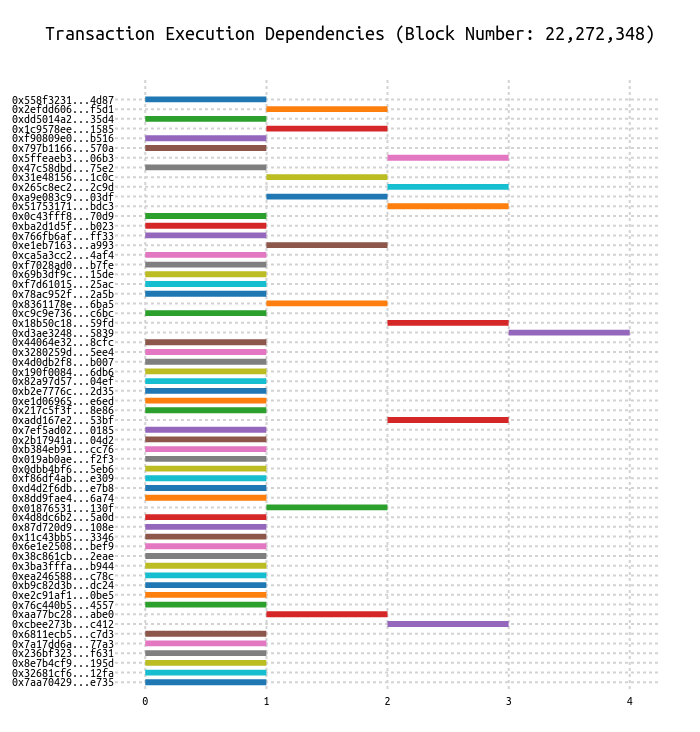 Transaction Execution Dependencies (Block Number: 22,272,348)
0x558f3231...4d87
0x2efdd606...f5d1
0xdd5014a2...35d4
0x1c9578ee...1585
0xf90809e0...b516
0x797b1166...570a
0x5ffeaeb3...06b3
0x47c58dbd...75e2
0x31e48156...1c0c
0x265c8ec2...2c9d
0xa9e083c9...03df
0x51753171...bdc3
0x0c43fff8...70d9
0xba2d1d5f...b023
0x766fb6af...ff33
0xe1eb7163...a993
0xca5a3cc2...4af4
0xf7028ad0...b7fe
0x69b3df9c...15de
0xf7d61015...25ac
0x78ac952f...2a5b
0x8361178e...6ba5
0xc9c9e736...c6bc
0x18b50c18...59fd
0xd3ae3248...5839
0x44064e32...8cfc
0x3280259d...5ee4
0x4d0db2f8...b007
0x190f0084...6db6
0x82a97d57...04ef
0xb2e7776c...2d35
0xe1d06965...e6ed
0x217c5f3f...8e86
0xadd167e2...53bf
0x7ef5ad02...0185
0x2b17941a...04d2
0xb384eb91...cc76
0x019ab0ae...f2f3
0x0dbb4bf6...5eb6
0xf86df4ab...e309
0xd4d2f6db...e7b8
0x8dd9fae4...6a74
0x01876531...130f
0x4d8dc6b2...5a0d
0x87d720d9...108e
0x11c43bb5...3346
0x6e1e2508...bef9
0x38c861cb...2eae
0x3ba3fffa...b944
0xea246588...c78c
0xb9c82d3b...dc24
0xe2c91af1...0be5
0x76c440b5...4557
0xaa77bc28...abe0
0xcbee273b...c412
0x6811ecb5...c7d3
0x7a17dd6a...77a3
0x236bf323...f631
0x8e7b4cf9...195d
0x32681cf6...12fa
0x7aa70429...e735
0 1 2 3 4